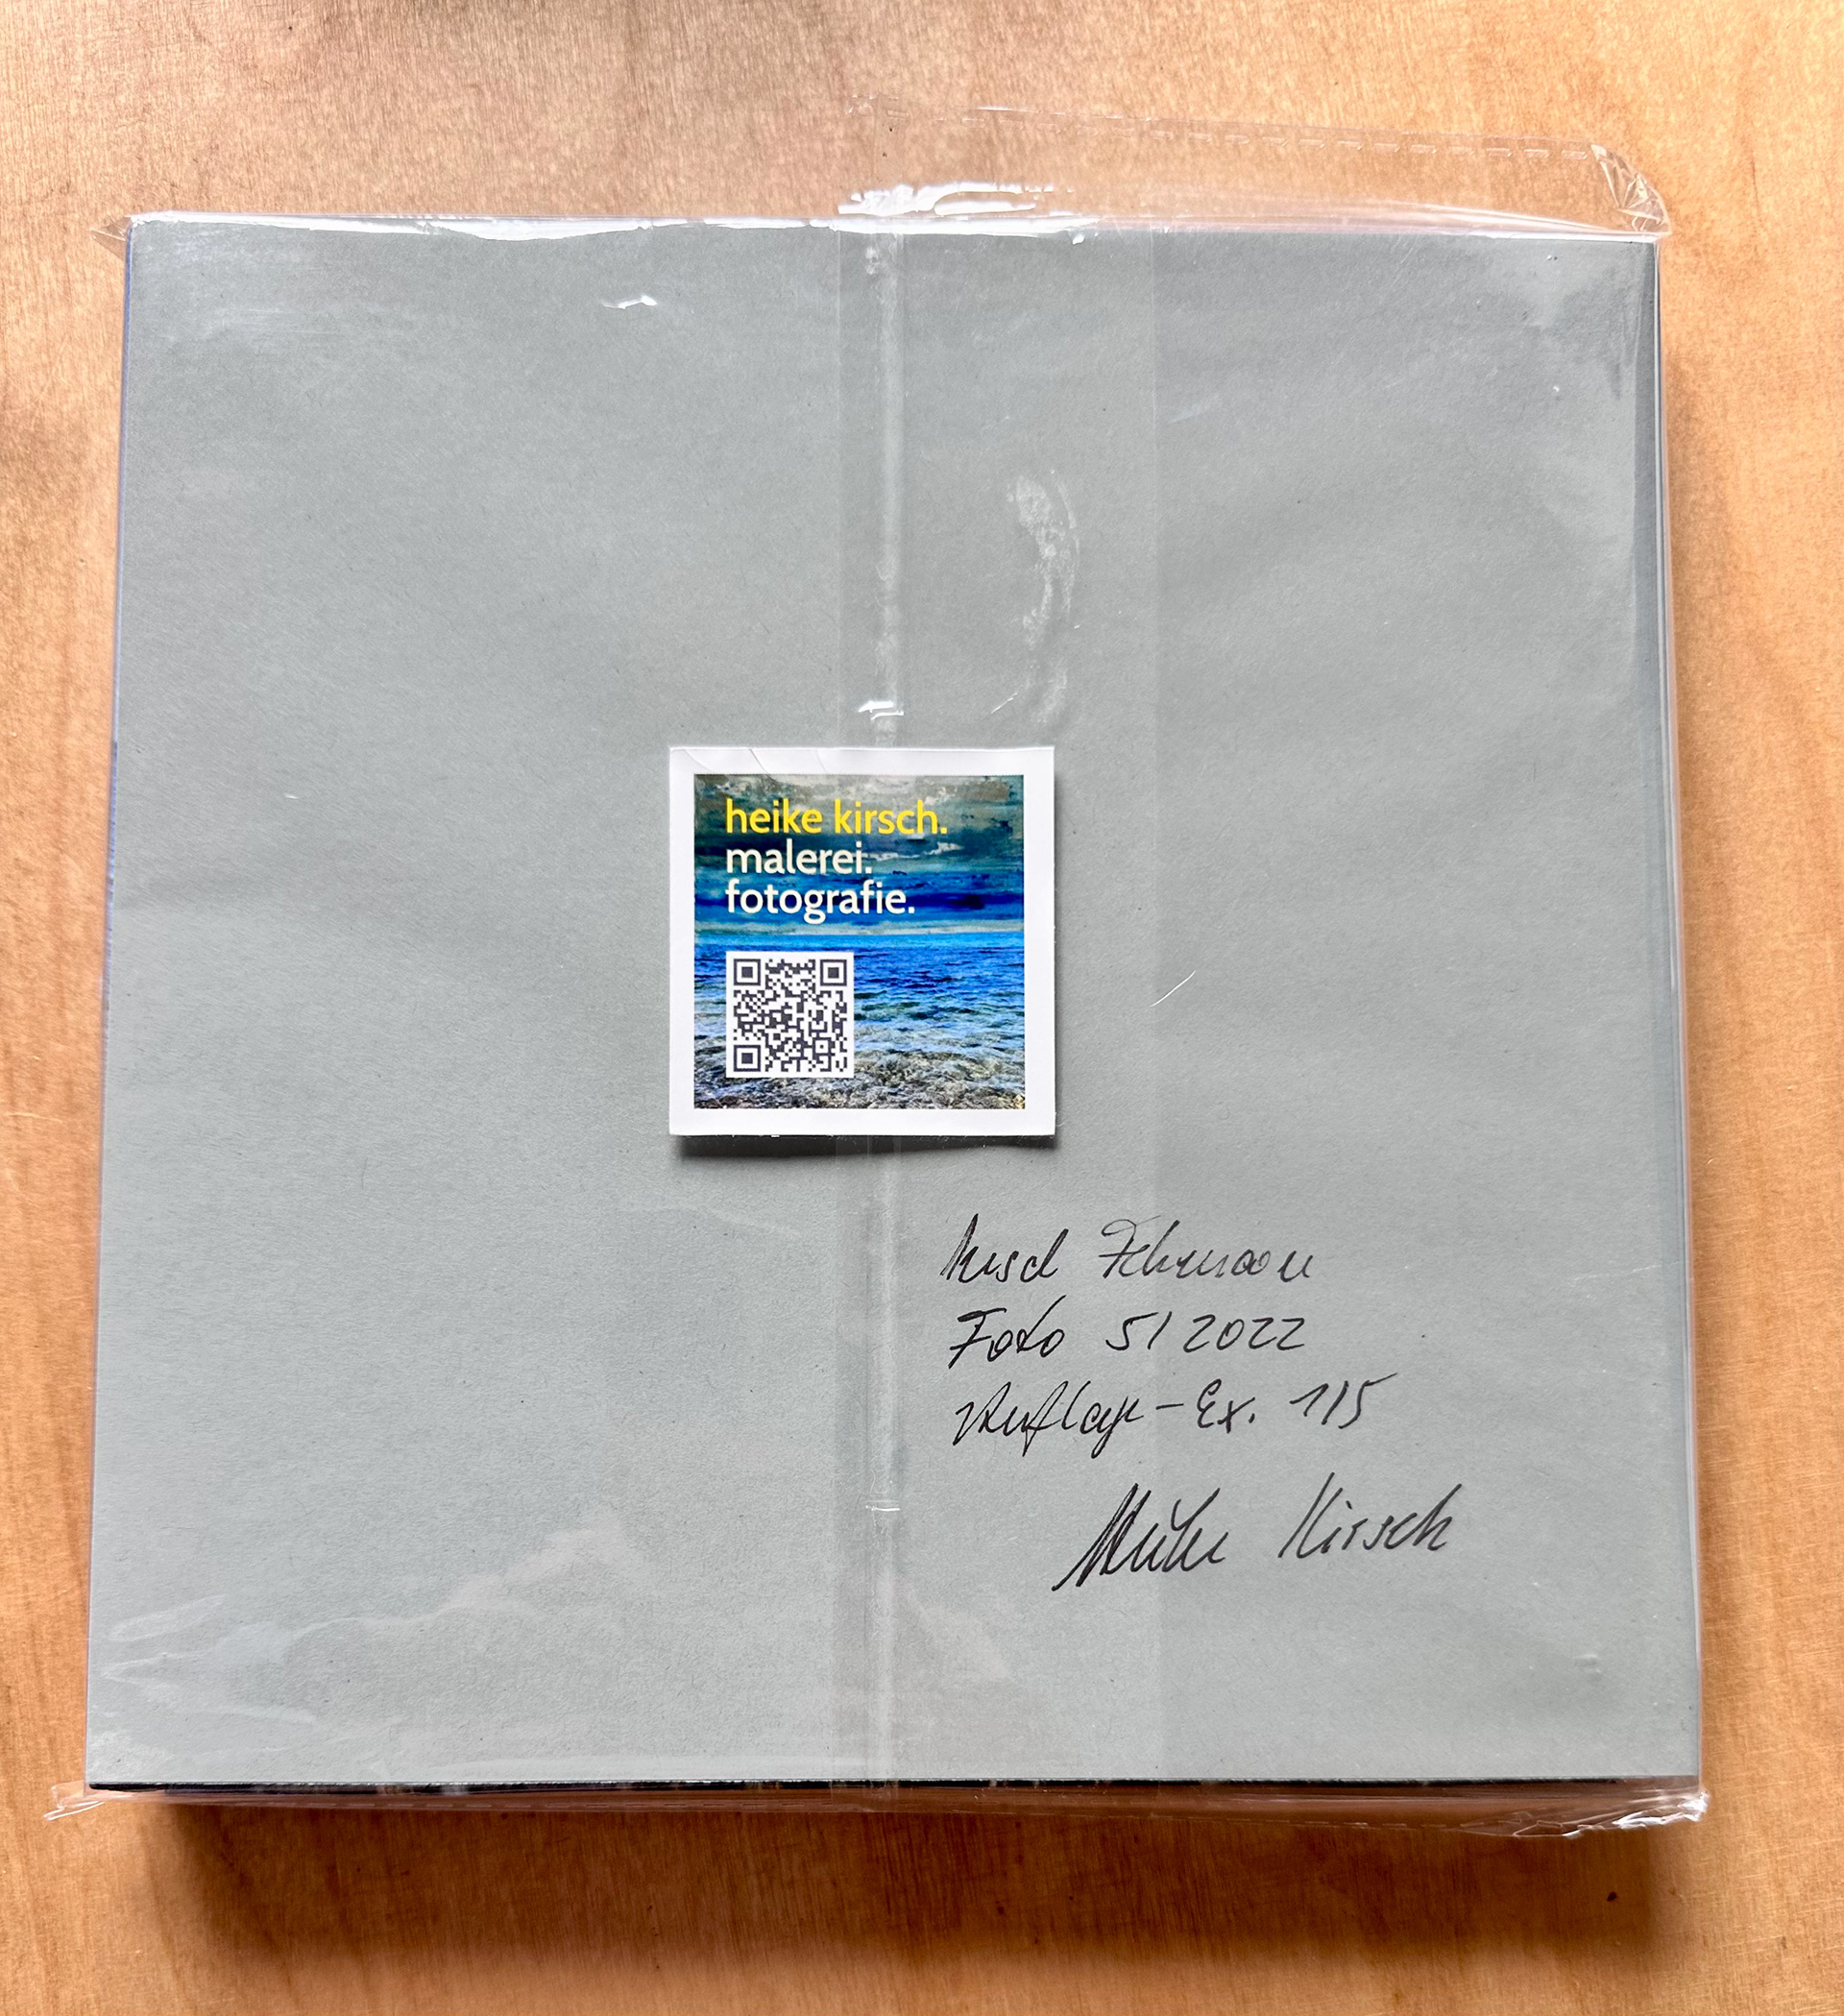 heike kirsch.
malerei.
fotografie.
Insel Fehmarn
Foto 5/2022
Auflage-Ex. 1/5
Heike Kirsch